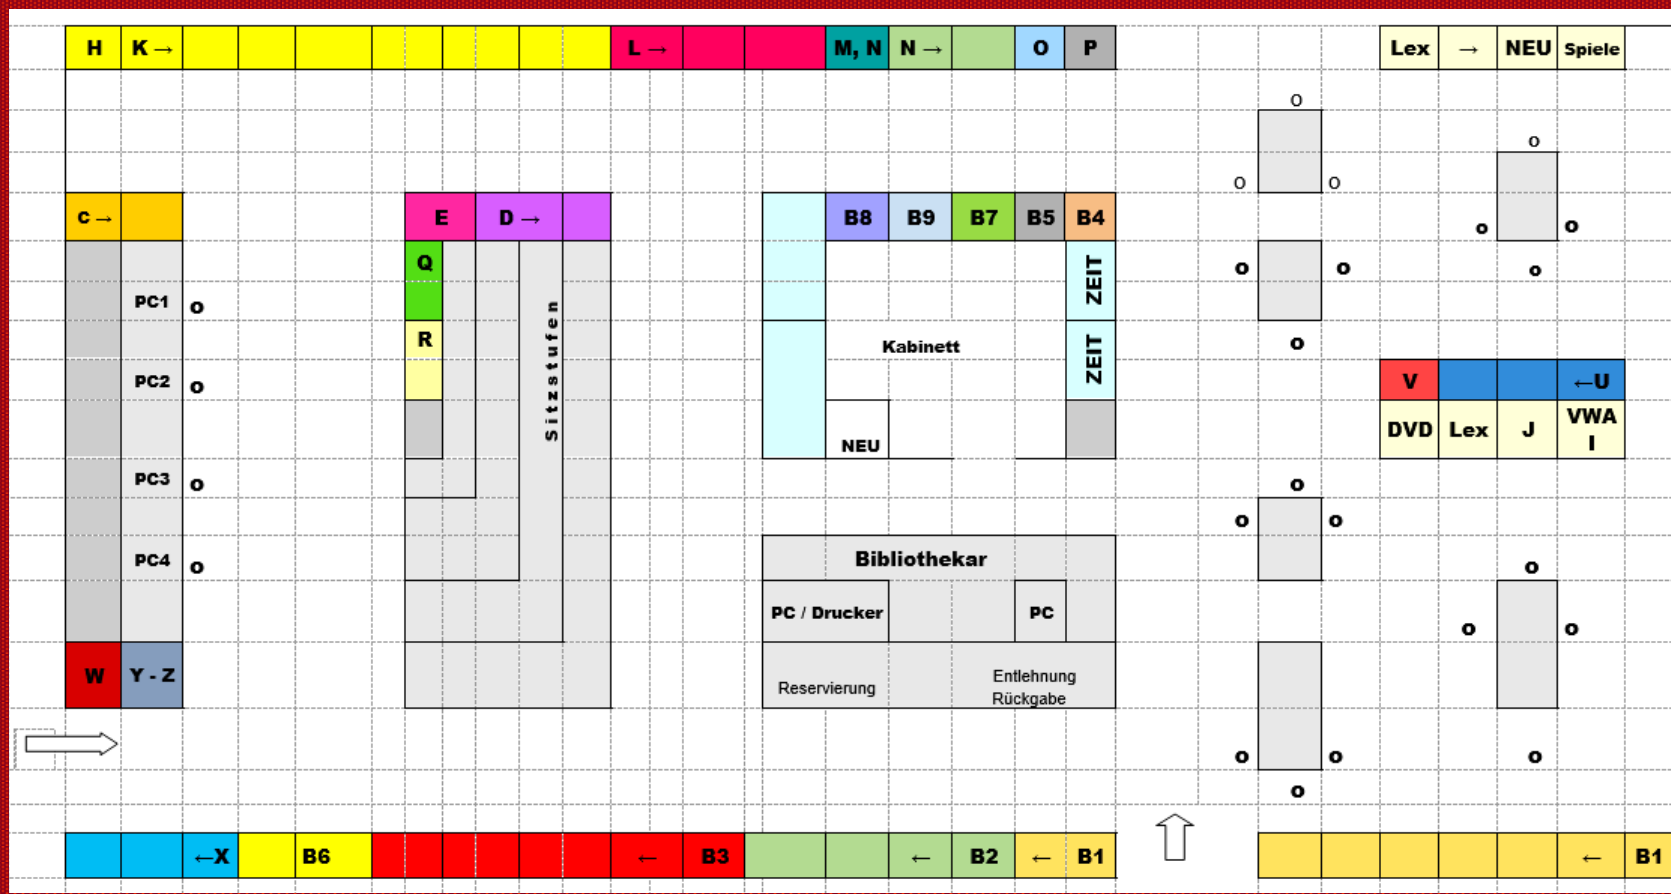 H K → L → M, N N → O P Lex → NEU Spiele
o
o
o o
C → E D → B8 B9 B7 B5 B4
o o
Q ZEIT o o o
PC1 o
R Sitzstufen Kabinett ZEIT o
PC2 o V ←U
NEU DVD Lex J VWA
I
PC3 o o
o o
PC4 o Bibliothekar o
PC / Drucker PC
o o
W Y - Z Reservierung Entlehnung
Rückgabe
o o o
o
←X B6 ← B3 ← B2 ← B1 ← B1